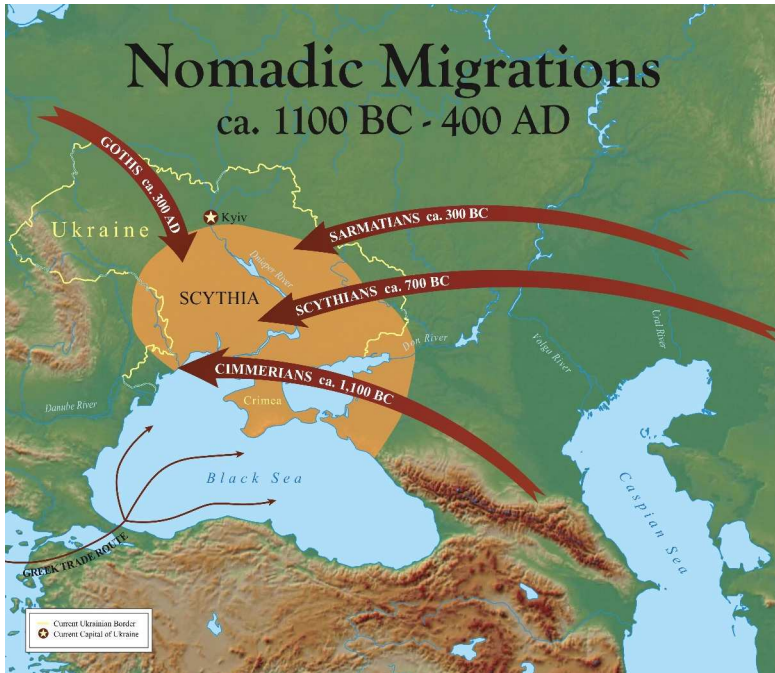 Nomadic Migrations
ca. 1100 BC - 400 AD
GOTHS ca. 300 AD
Kyiv
Ukraine
SARMATIANS ca. 300 BC
Dnieper River
SCYTHIA
SCYTHIANS ca. 700 BC
Ural River
Don River
Volga River
CIMMERIANS ca. 1,100 BC
Crimea
Danube River
Black Sea
Caspian Sea
GREEK TRADE ROUTE
Current Ukrainian Border
Current Capital of Ukraine